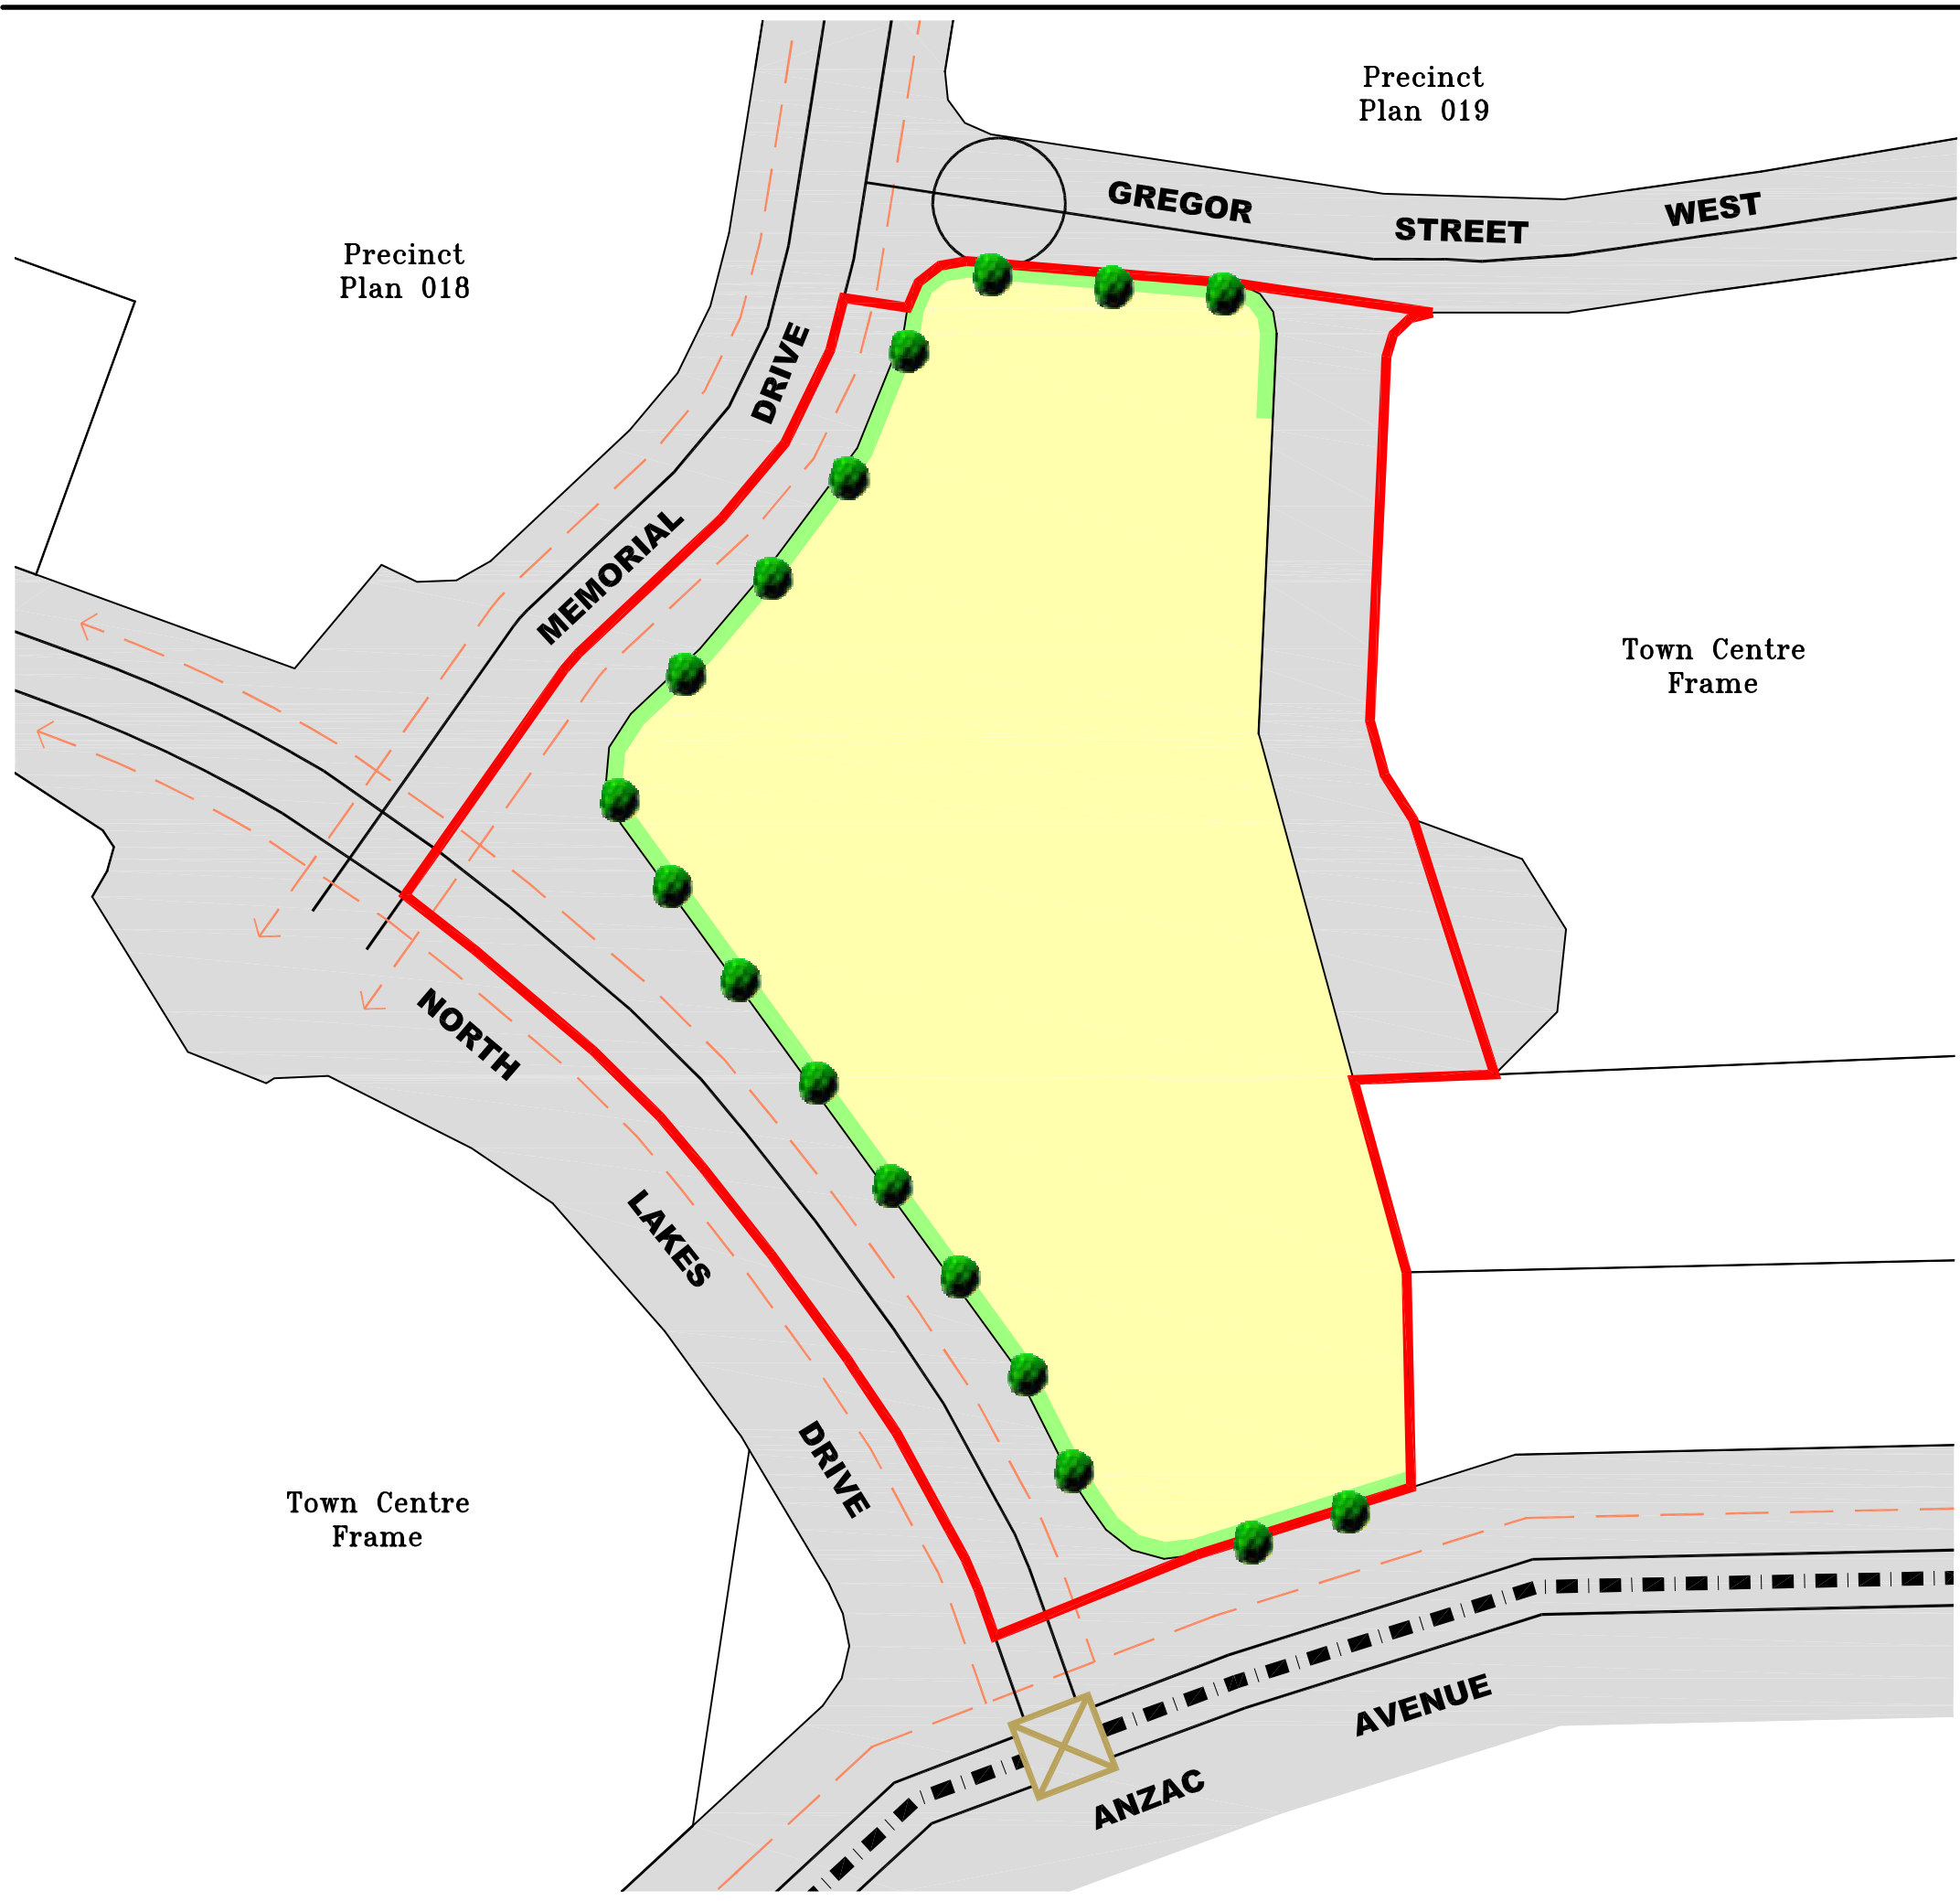 Precinct
Plan 019
GREGOR STREET WEST
Precinct
Plan 018
MEMORIAL DRIVE
Town Centre
Frame
NORTH LAKES DRIVE
Town Centre
Frame
ANZAC AVENUE